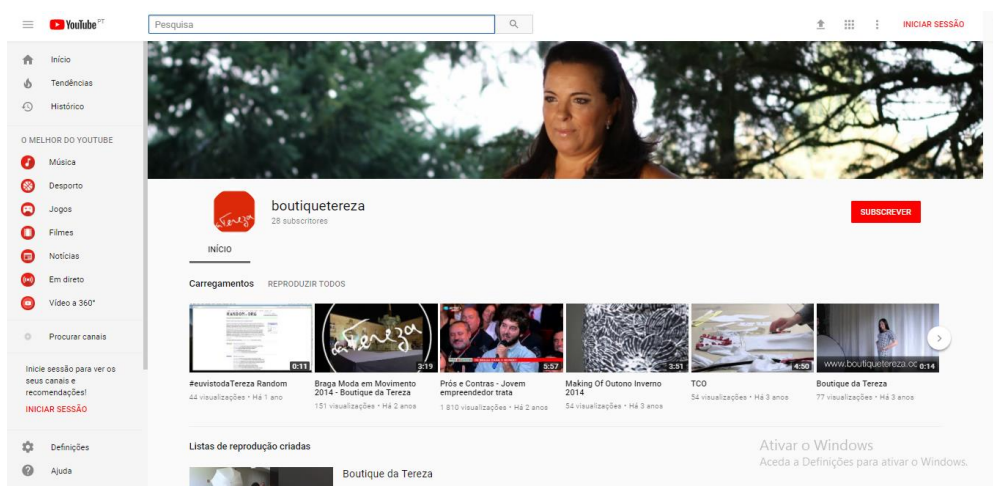 YouTube PT
Pesquisa
INICIAR SESSÃO
Início
Tendências
Histórico
O MELHOR DO YOUTUBE
Música
Desporto
Jogos
Filmes
Notícias
Em direto
Vídeo a 360°
Procurar canais
Inicie sessão para ver os
seus canais e
recomendações!
INICIAR SESSÃO
Definições
Ajuda
da Tereza
boutiquetereza
28 subscritores
SUBSCREVER
INÍCIO
Carregamentos REPRODUZIR TODOS
RANDOM.ORG
0:11
da Tereza
3:19
5:57
3:51
4:50
www.boutiquetereza.co
0:14
#euvistodaTereza Random
44 visualizações • Há 1 ano
Braga Moda em Movimento
2014 - Boutique da Tereza
151 visualizações • Há 2 anos
Prós e Contras - Jovem
empreendedor trata
1 810 visualizações • Há 2 anos
Making Of Outono Inverno
2014
54 visualizações • Há 3 anos
TCO
54 visualizações • Há 3 anos
Boutique da Tereza
77 visualizações • Há 3 anos
Listas de reprodução criadas
Boutique da Tereza
Ativar o Windows
Aceda a Definições para ativar o Windows.